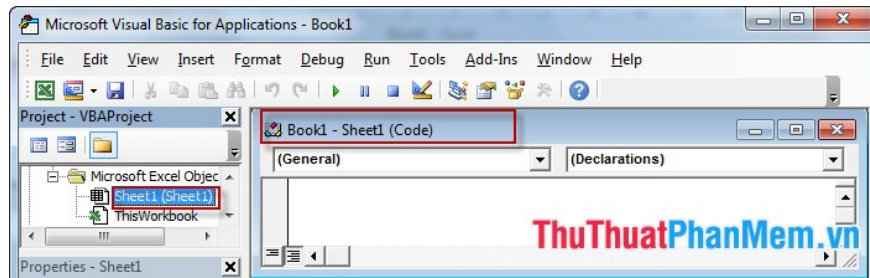 Microsoft Visual Basic for Applications - Book1
File Edit View Insert Format Debug Run Tools Add-Ins Window Help
Project - VBAProject
Book1 - Sheet1 (Code)
(General) (Declarations)
Microsoft Excel Objec
Sheet1 (Sheet1)
ThisWorkbook
ThuThuatPhanMem.vn
Properties - Sheet1